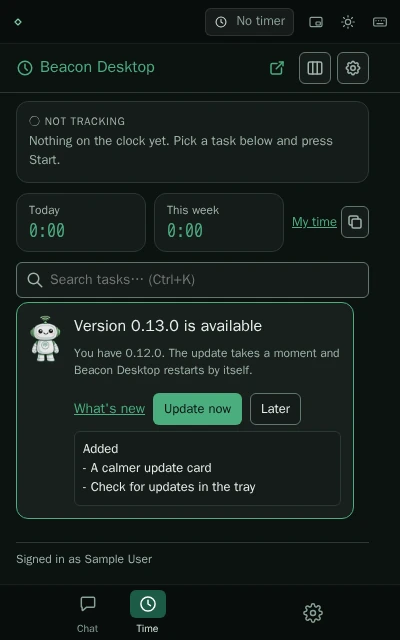 No timer
Beacon Desktop
NOT TRACKING
Nothing on the clock yet. Pick a task below and press
Start.
Today
This week
0:00
0:00
My time
Search tasks… (Ctrl+K)
Version 0.13.0 is available
You have 0.12.0. The update takes a moment and
Beacon Desktop restarts by itself.
What's new
Update now
Later
Added
- A calmer update card
- Check for updates in the tray
Signed in as Sample User
Chat
Time